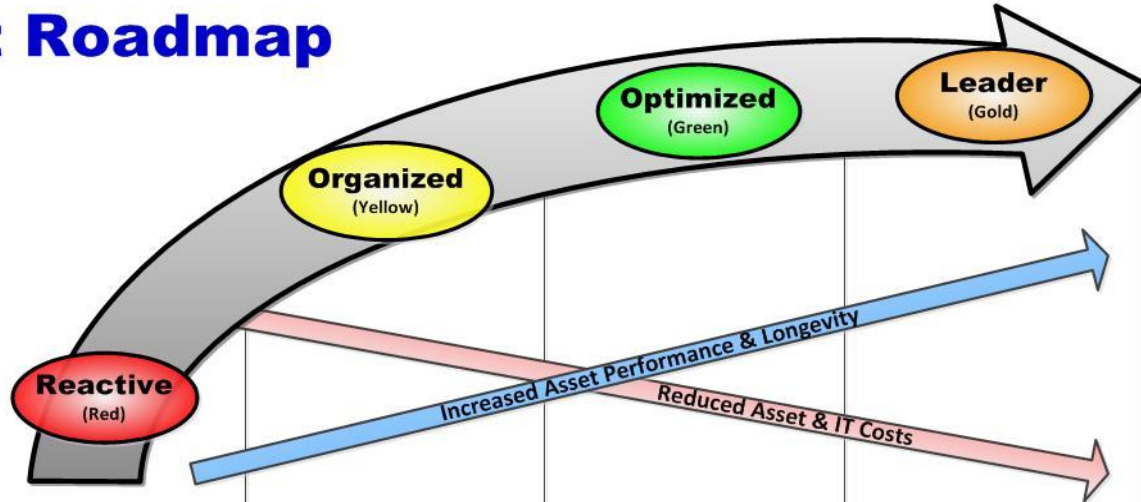 Roadmap
Leader
(Gold)
Optimized
(Green)
Organized
(Yellow)
Reactive
(Red)
Increased Asset Performance & Longevity
Reduced Asset & IT Costs